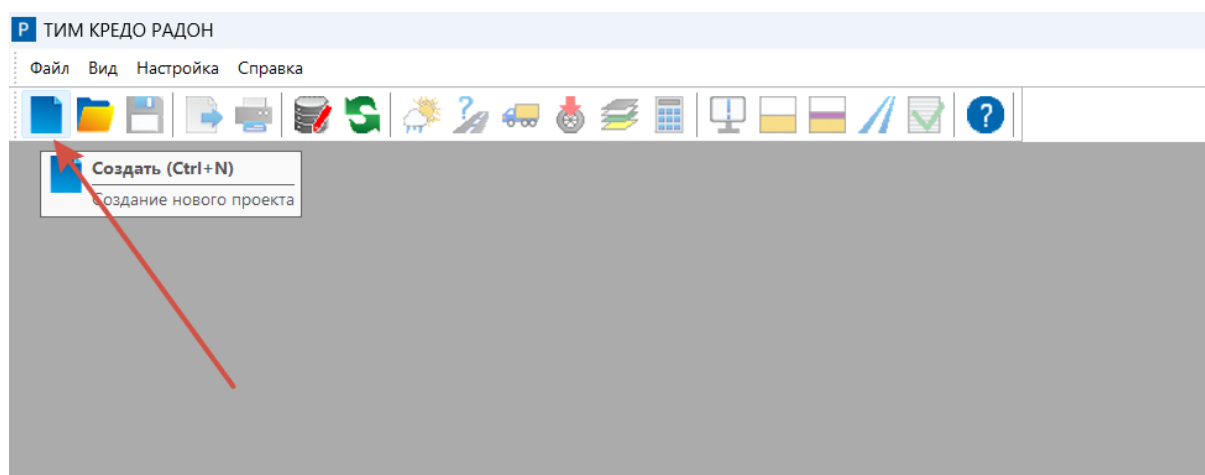 P ТИМ КРЕДО РАДОН
Файл Вид Настройка Справка
?
?
Создать (Ctrl+N)
Создание нового проекта